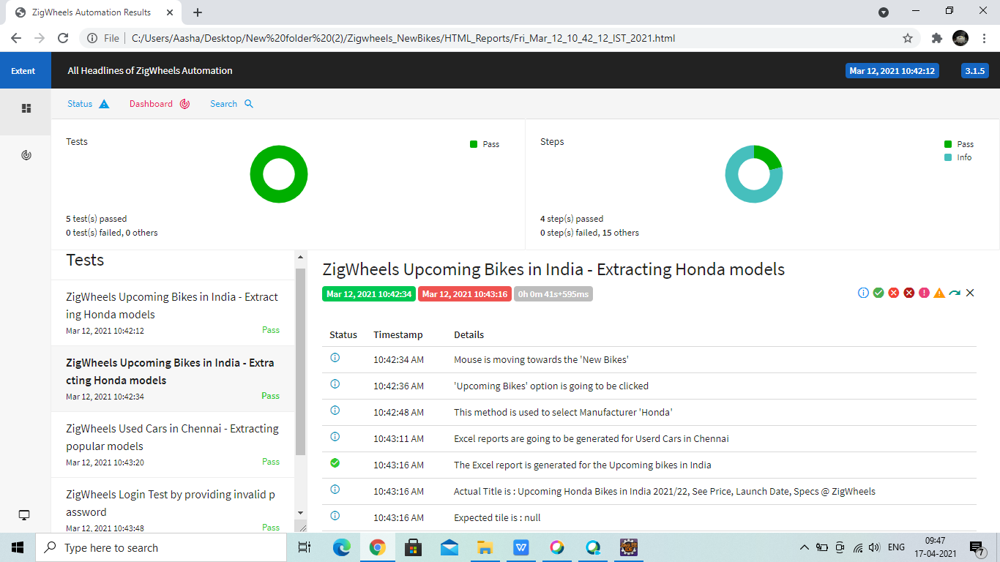 ZigWheels Automation Results
File | C:/Users/Aasha/Desktop/New%20folder%20(2)/Zigwheels_NewBikes/HTML_Reports/Fri_Mar_12_10_42_12_IST_2021.html
Extent All Headlines of ZigWheels Automation Mar 12, 2021 10:42:12 3.1.5
Status Dashboard Search
Tests
Pass
5 test(s) passed
0 test(s) failed, 0 others
Steps
Pass
Info
4 step(s) passed
0 step(s) failed, 15 others
Tests
ZigWheels Upcoming Bikes in India - Extract
ing Honda models
Mar 12, 2021 10:42:12 Pass
ZigWheels Upcoming Bikes in India - Extra
cting Honda models
Mar 12, 2021 10:42:34 Pass
ZigWheels Used Cars in Chennai - Extracting
popular models
Mar 12, 2021 10:43:20 Pass
ZigWheels Login Test by providing invalid p
assword
Mar 12, 2021 10:43:48 Pass
ZigWheels Upcoming Bikes in India - Extracting Honda models
Mar 12, 2021 10:42:34 Mar 12, 2021 10:43:16 0h 0m 41s+595ms
Status Timestamp Details
10:42:34 AM Mouse is moving towards the 'New Bikes'
10:42:36 AM 'Upcoming Bikes' option is going to be clicked
10:42:48 AM This method is used to select Manufacturer 'Honda'
10:43:11 AM Excel reports are going to be generated for Userd Cars in Chennai
10:43:16 AM The Excel report is generated for the Upcoming bikes in India
10:43:16 AM Actual Title is : Upcoming Honda Bikes in India 2021/22, See Price, Launch Date, Specs @ ZigWheels
10:43:16 AM Expected tile is : null
Type here to search
ENG
09:47
17-04-2021
7